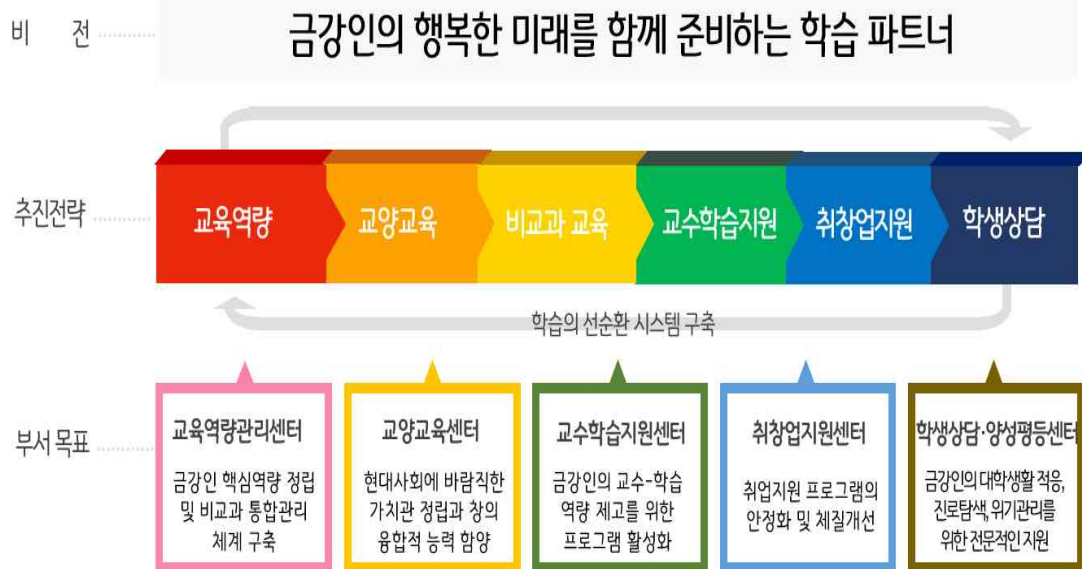 비 전
금강인의 행복한 미래를 함께 준비하는 학습 파트너
추진전략
교육역량
교양교육
비교과 교육
교수학습지원
취창업지원
학생상담
학습의 선순환 시스템 구축
부서 목표
교육역량관리센터
금강인 핵심역량 정립
및 비교과 통합관리
체계 구축
교양교육센터
현대사회에 바람직한
가치관 정립과 창의
융합적 능력 함양
교수학습지원센터
금강인의 교수-학습
역량 제고를 위한
프로그램 활성화
취창업지원센터
취업지원 프로그램의
안정화 및 체질개선
학생상담·양성평등센터
금강인의 대학생활 적응,
진로탐색, 위기관리를
위한 전문적인 지원